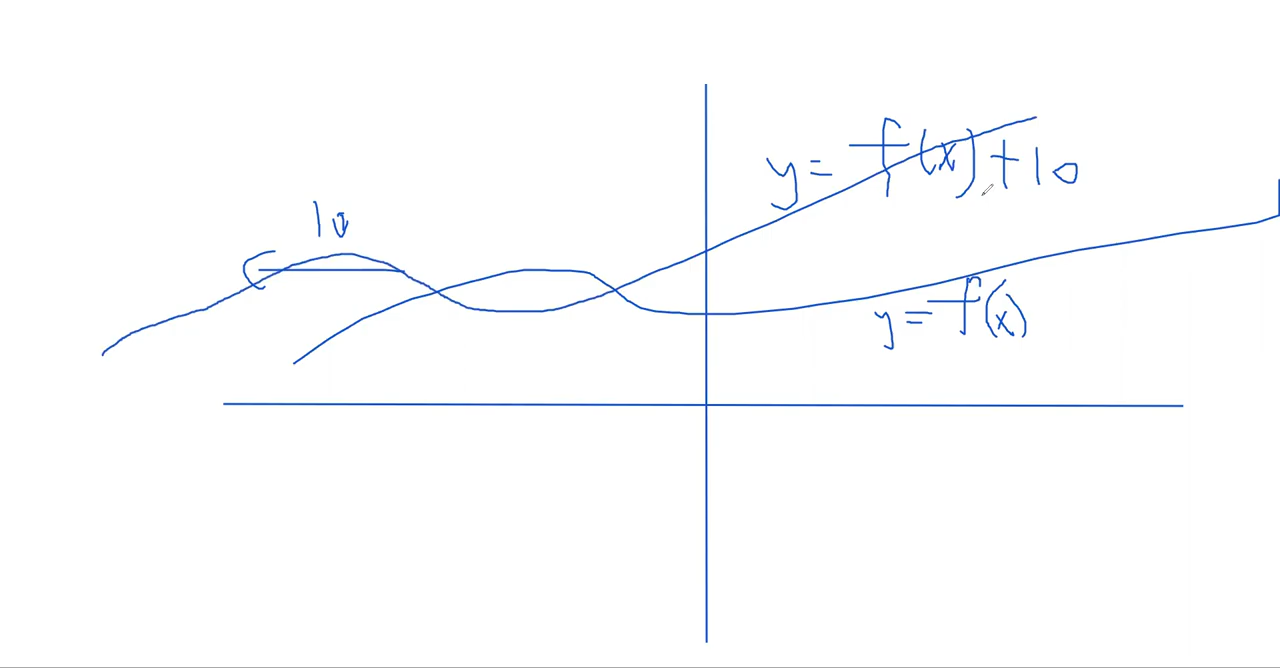 y = f(x) + 10
10
y = f(x)